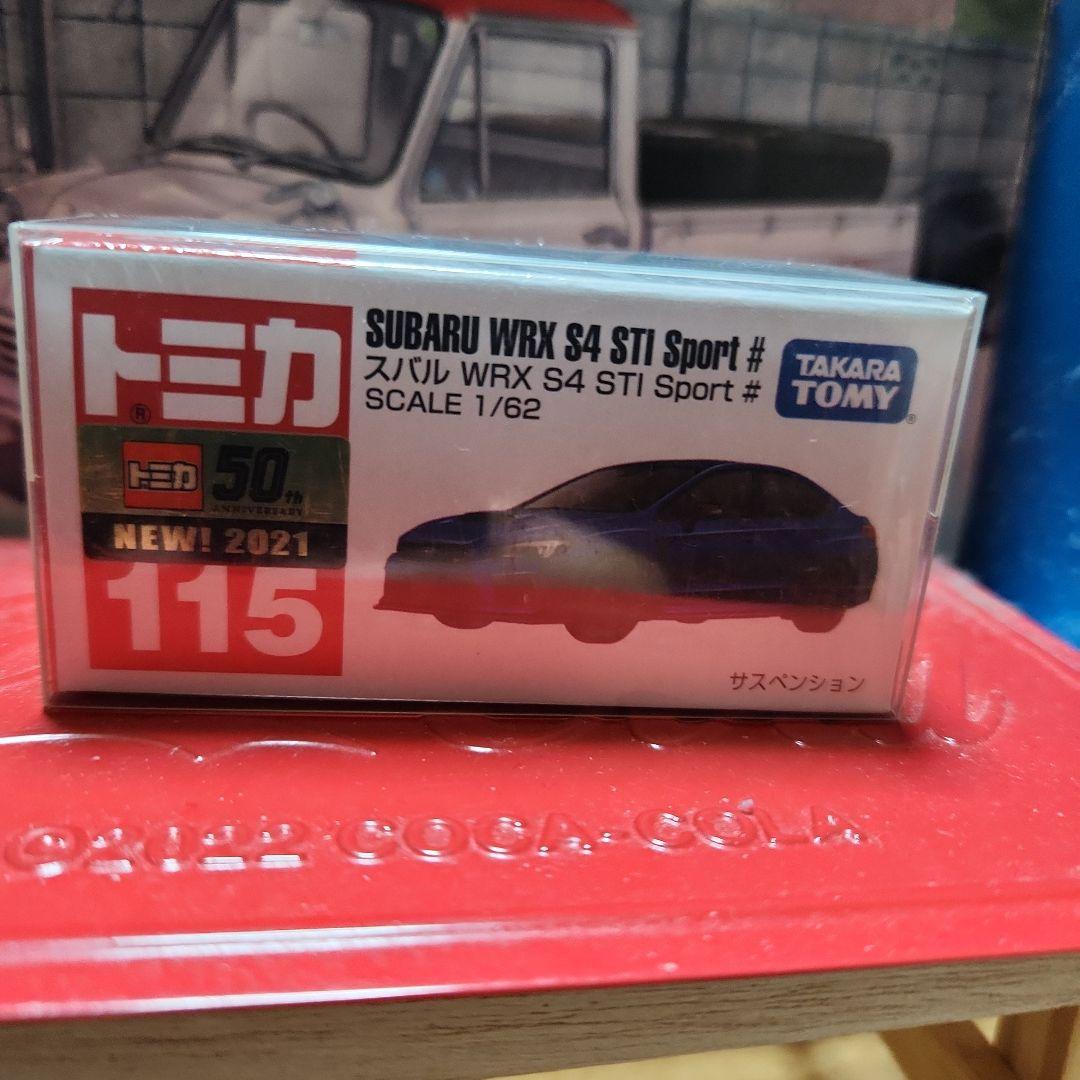 トミカ
®
トミカ 50th
ANNIVERSARY
NEW! 2021
115
SUBARU WRX S4 STI Sport #
スバル WRX S4 STI Sport #
SCALE 1/62
TAKARA
TOMY®
サスペンション
©2022 COCA-COLA